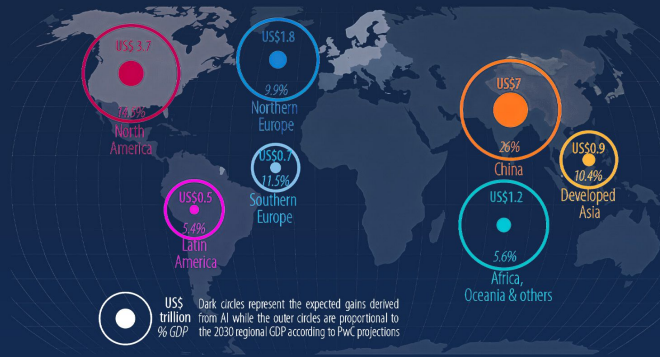 US$ 3.7
North
America
US$1.8
9.9%
Northern
Europe
US$7
26%
China
US$0.9
10.4%
Developed
Asia
US$0.7
11.5%
Southern
Europe
US$0.5
5.4%
Latin
America
US$1.2
5.6%
Africa,
Oceania & others
US$
trillion
% GDP
Dark circles represent the expected gains derived
from AI while the outer circles are proportional to
the 2030 regional GDP according to PwC projections